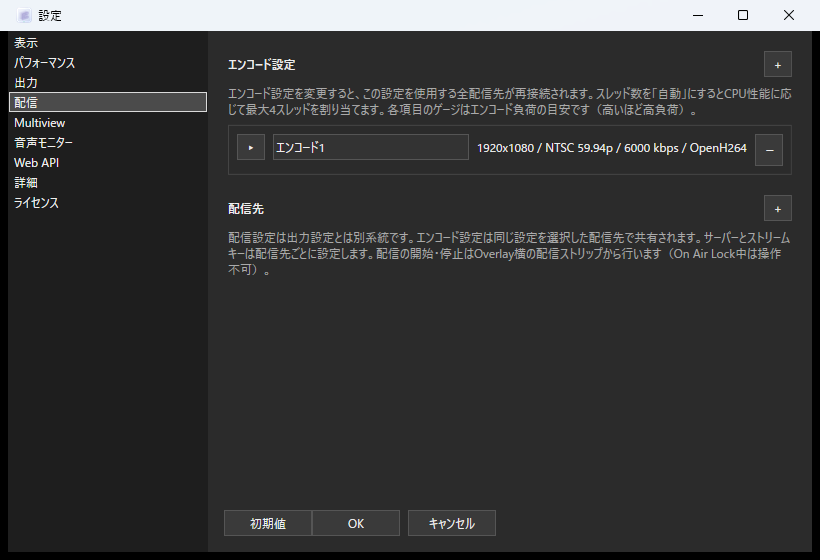 設定
表示
パフォーマンス
出力
配信
Multiview
音声モニター
Web API
詳細
ライセンス
エンコード設定
+
エンコード設定を変更すると、この設定を使用する全配信先が再接続されます。スレッド数を「自動」にするとCPU性能に応
じて最大4スレッドを割り当てます。各項目のゲージはエンコード負荷の目安です（高いほど高負荷）。
エンコード1
1920x1080 / NTSC 59.94p / 6000 kbps / OpenH264
–
配信先
+
配信設定は出力設定とは別系統です。エンコード設定は同じ設定を選択した配信先で共有されます。サーバーとストリーム
キーは配信先ごとに設定します。配信の開始・停止はOverlay横の配信ストリップから行います（On Air Lock中は操作
不可）。
初期値
OK
キャンセル